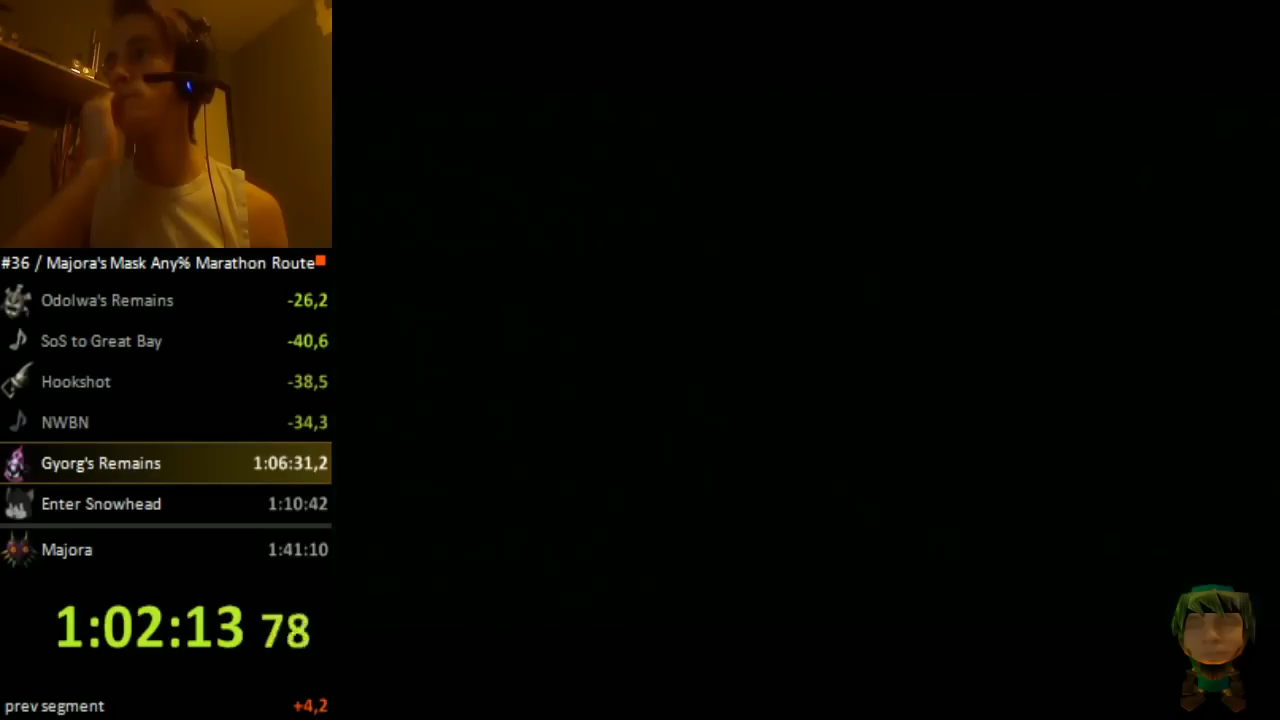 #36 / Majora's Mask Any% Marathon Route
Odolwa's Remains -26,2
SoS to Great Bay -40,6
Hookshot -38,5
NWBN -34,3
Gyorg's Remains 1:06:31,2
Enter Snowhead 1:10:42
Majora 1:41:10
1:02:13 78
prev segment +4,2